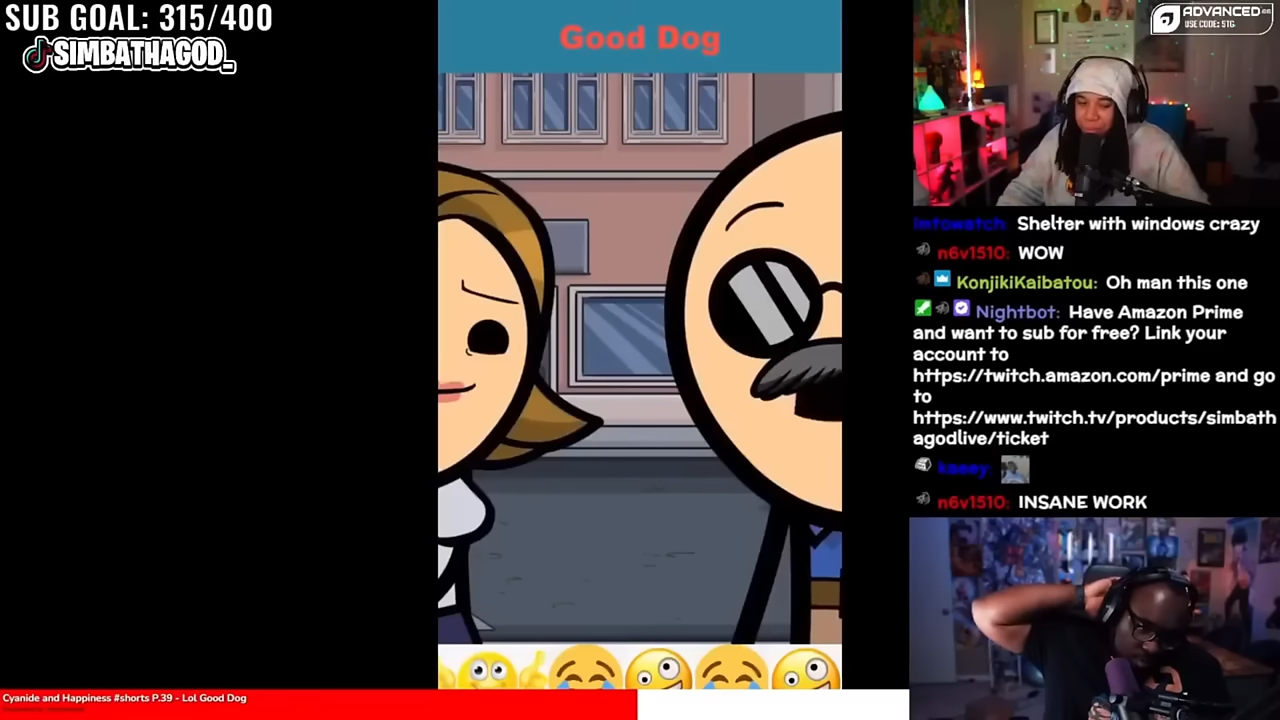 SUB GOAL: 315/400
SIMBATHAGOD_
Good Dog
ADVANCED.gg
USE CODE: STG
imtowatch: Shelter with windows crazy
n6v1510: WOW
KonjikiKaibatou: Oh man this one
Nightbot: Have Amazon Prime
and want to sub for free? Link your
account to
https://twitch.amazon.com/prime and go
to
https://www.twitch.tv/products/simbath
agodlive/ticket
n6v1510: INSANE WORK
Cyanide and Happiness #shorts P.39 - Lol Good Dog